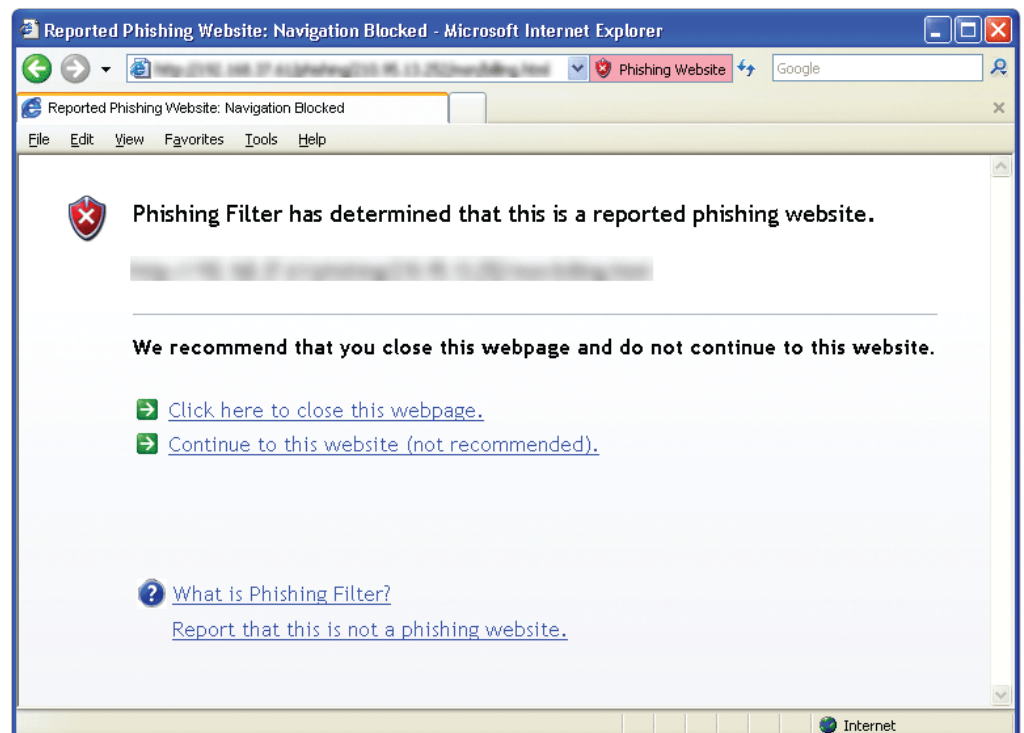 Reported Phishing Website: Navigation Blocked - Microsoft Internet Explorer
Phishing Website Google
Reported Phishing Website: Navigation Blocked
File Edit View Favorites Tools Help
Phishing Filter has determined that this is a reported phishing website.
We recommend that you close this webpage and do not continue to this website.
Click here to close this webpage.
Continue to this website (not recommended).
What is Phishing Filter?
Report that this is not a phishing website.
Internet